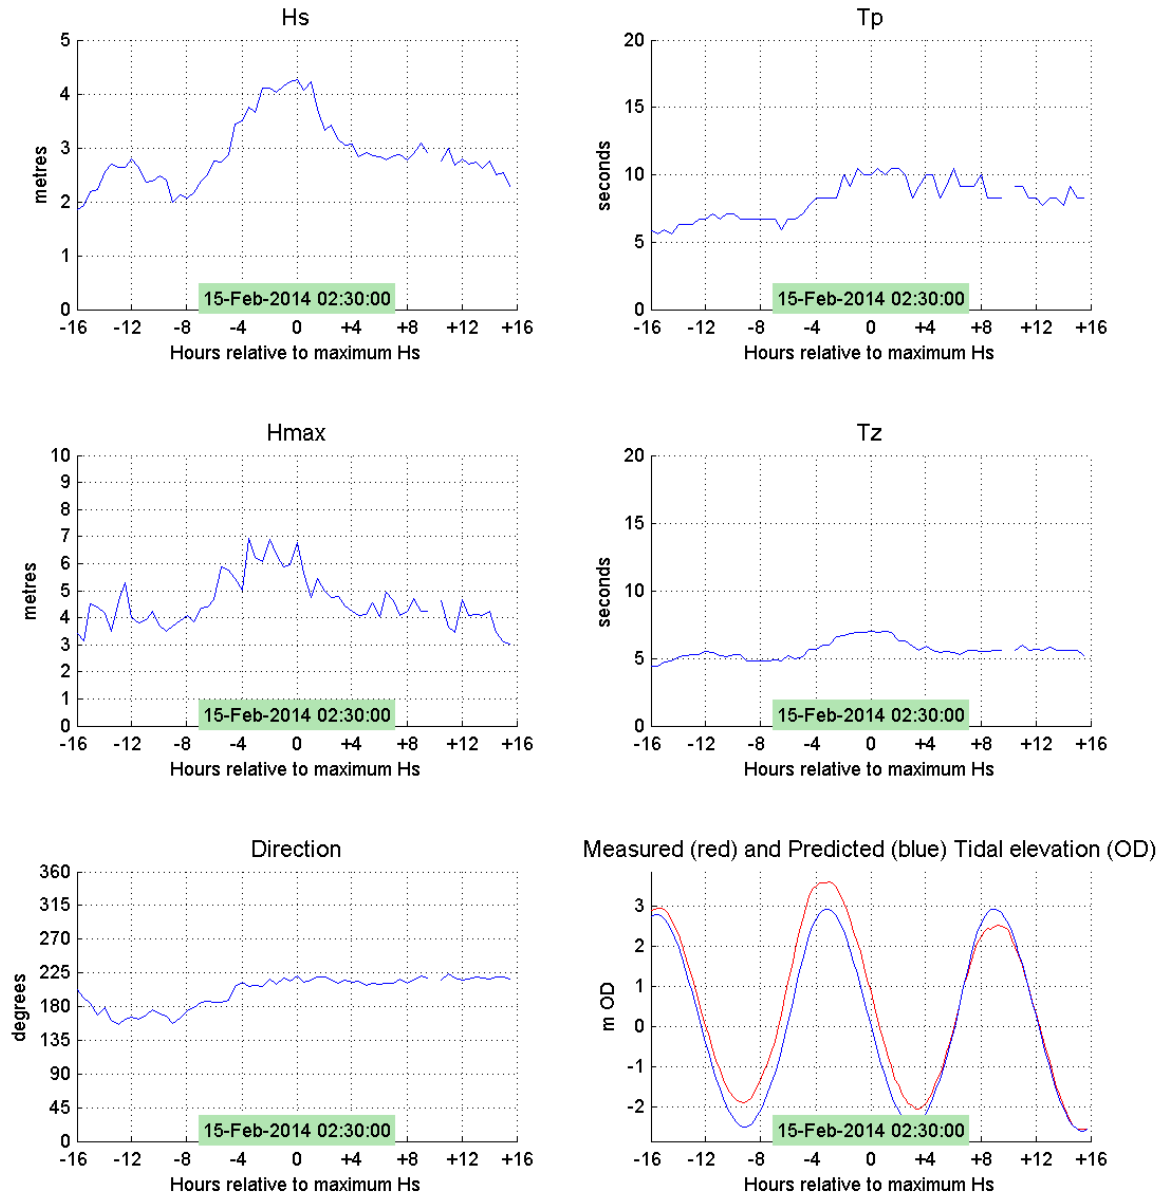 Hs
5
4
3
2
1
0
metres
15-Feb-2014 02:30:00
-16 -12 -8 -4 0 +4 +8 +12 +16
Hours relative to maximum Hs
Tp
20
15
10
5
0
seconds
15-Feb-2014 02:30:00
-16 -12 -8 -4 0 +4 +8 +12 +16
Hours relative to maximum Hs
Hmax
10
9
8
7
6
5
4
3
2
1
0
metres
15-Feb-2014 02:30:00
-16 -12 -8 -4 0 +4 +8 +12 +16
Hours relative to maximum Hs
Tz
20
15
10
5
0
seconds
15-Feb-2014 02:30:00
-16 -12 -8 -4 0 +4 +8 +12 +16
Hours relative to maximum Hs
Direction
360
315
270
225
180
135
90
45
0
degrees
15-Feb-2014 02:30:00
-16 -12 -8 -4 0 +4 +8 +12 +16
Hours relative to maximum Hs
Measured (red) and Predicted (blue) Tidal elevation (OD)
3
2
1
0
-1
-2
m OD
15-Feb-2014 02:30:00
-16 -12 -8 -4 0 +4 +8 +12 +16
Hours relative to maximum Hs